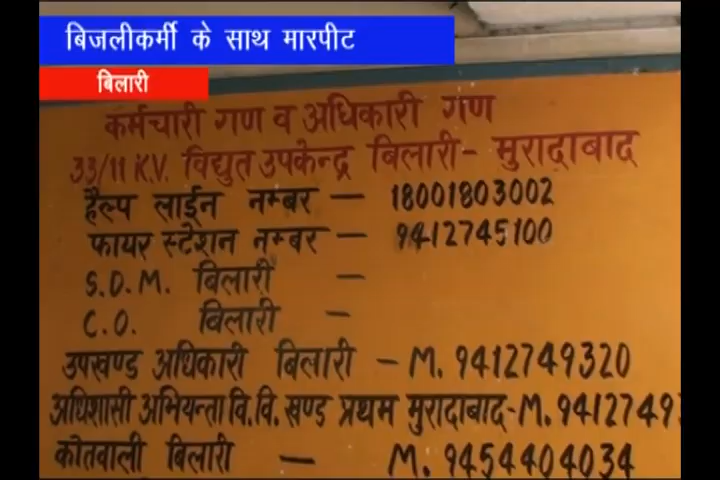 बिजलीकर्मी के साथ मारपीट
बिलारी
कर्मचारी गण व अधिकारी गण
33/11 K.V. विद्युत उपकेन्द्र बिलारी- मुरादाबाद
हैल्प लाईन नम्बर - 18001803002
फायर स्टेशन नम्बर - 9412745100
S.D.M. बिलारी -
C.O. बिलारी -
उपखण्ड अधिकारी बिलारी - M. 9412749320
अधिशासी अभियन्ता वि.वि. खण्ड प्रथम मुरादाबाद-M. 9412749
कोतवाली बिलारी - M. 9454404034